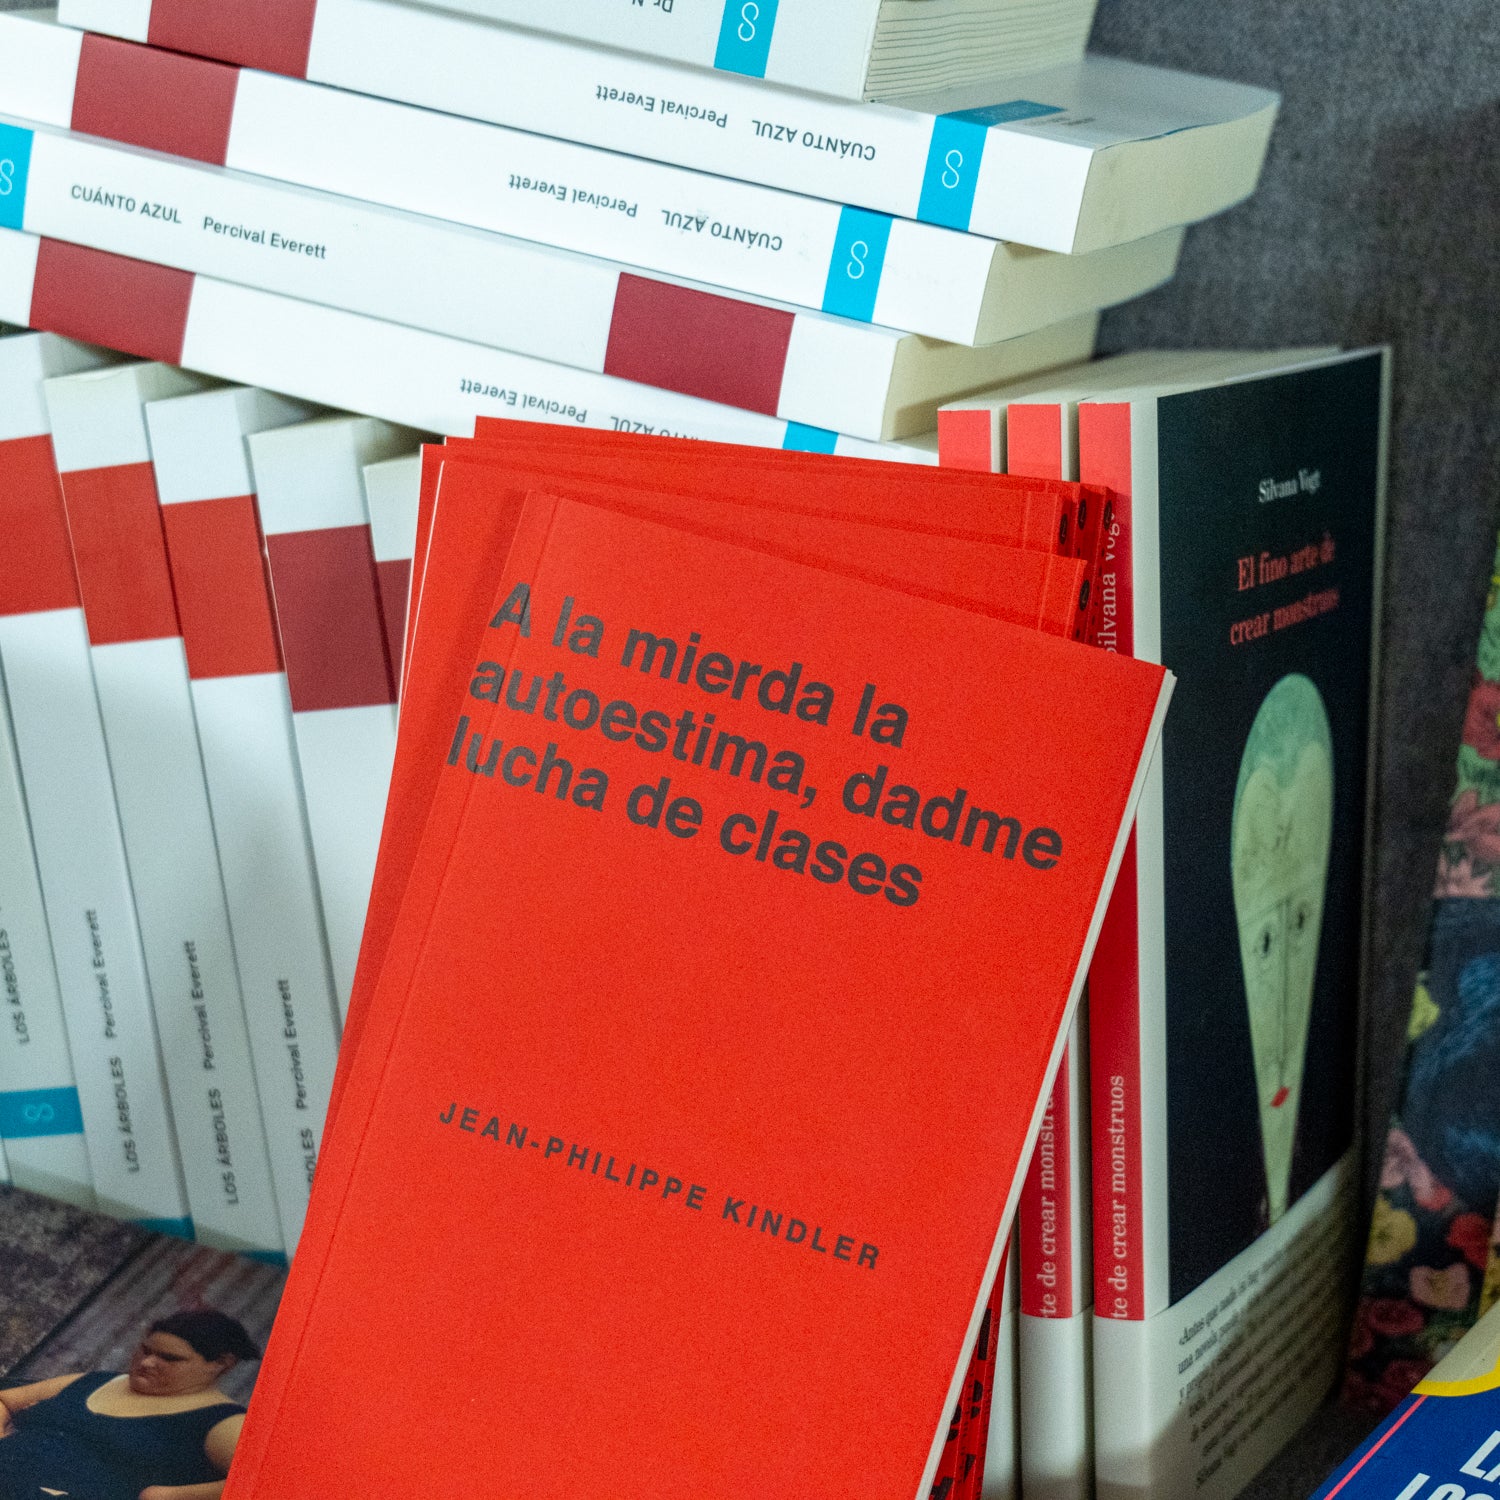 Dr N
CUÁNTO AZUL Percival Everett
CUÁNTO AZUL Percival Everett
CUÁNTO AZUL Percival Everett
AZUL Percival Everett
A la mierda la
autoestima, dadme
lucha de clases
JEAN-PHILIPPE KINDLER
Silvana Vogt
El fino arte de
crear monstruos
te de crear monstruos
te de crear monstruos
LOS ÁRBOLES
LOS ÁRBOLES Percival Everett
LOS ÁRBOLES Percival Everett
Percival Everett